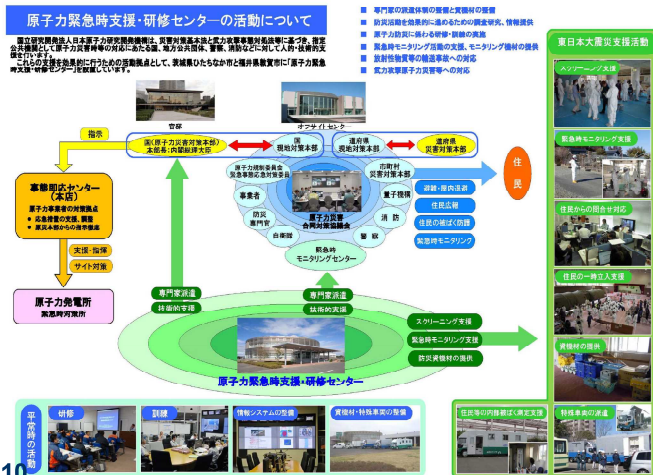 原子力緊急時支援・研修センターの活動について
国立研究開発法人日本原子力研究開発機構は、災害対策基本法と武力攻撃事態対処法等に基づき、指定
公共機関として原子力災害時等の対応にあたる国、地方公共団体、警察、消防などに対して人的・技術的支
援を行います。
これらの支援を効果的に行うための活動拠点として、茨城県ひたちなか市と福井県敦賀市に「原子力緊急
時支援・研修センター」を設置しています。
専門家の派遣体制の整備と資質の向上
防災活動を効果的に進めるための調査研究、情報提供
原子力防災に係わる研修・訓練の実施
緊急時モニタリング活動の支援、モニタリング機材の提供
放射性物質等の輸送事故への対応
武力攻撃原子力災害等への対応
東日本大震災支援活動
スクリーニング支援
緊急時モニタリング支援
住民からの問合せ対応
住民の一時立入支援
資機材の提供
特殊車両の派遣
住民等の内部被ばく測定支援
官邸
オフサイトセンター
指示
国(原子力災害対策本部)
本部長:内閣総理大臣
国
現地対策本部
道府県
現地対策本部
道府県
災害対策本部
事態即応センター
(本店)
原子力事業者の対策拠点
応急措置の支援、調整
原災本部からの指示徹底
支援・指揮
サイト対策
原子力発電所
緊急時対策所
原子力規制委員会
緊急事態応急対策委員
事業者
防災
専門官
自衛隊
緊急時
モニタリングセンター
警察
消防
量子機構
市町村
災害対策本部
原子力災害
合同対策協議会
住民
避難・屋内退避
住民広報
住民の被ばく防護
緊急時モニタリング
専門家派遣
技術的支援
専門家派遣
技術的支援
スクリーニング支援
緊急時モニタリング支援
防災資機材の提供
原子力緊急時支援・研修センター
平常時の活動
研修
訓練
情報システムの整備
資機材・特殊車両の整備
10